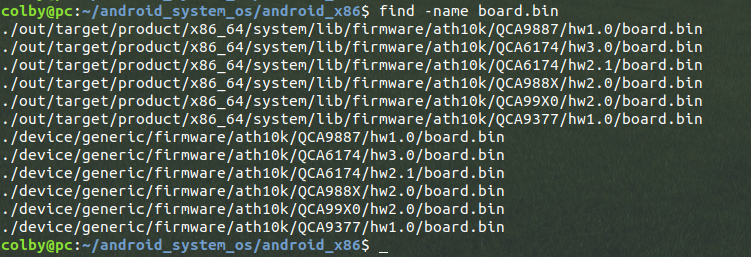 colby@pc:~/android_system_os/android_x86$ find -name board.bin
./out/target/product/x86_64/system/lib/firmware/ath10k/QCA9887/hw1.0/board.bin
./out/target/product/x86_64/system/lib/firmware/ath10k/QCA6174/hw3.0/board.bin
./out/target/product/x86_64/system/lib/firmware/ath10k/QCA6174/hw2.1/board.bin
./out/target/product/x86_64/system/lib/firmware/ath10k/QCA988X/hw2.0/board.bin
./out/target/product/x86_64/system/lib/firmware/ath10k/QCA99X0/hw2.0/board.bin
./out/target/product/x86_64/system/lib/firmware/ath10k/QCA9377/hw1.0/board.bin
./device/generic/firmware/ath10k/QCA9887/hw1.0/board.bin
./device/generic/firmware/ath10k/QCA6174/hw3.0/board.bin
./device/generic/firmware/ath10k/QCA6174/hw2.1/board.bin
./device/generic/firmware/ath10k/QCA988X/hw2.0/board.bin
./device/generic/firmware/ath10k/QCA99X0/hw2.0/board.bin
./device/generic/firmware/ath10k/QCA9377/hw1.0/board.bin
colby@pc:~/android_system_os/android_x86$ _